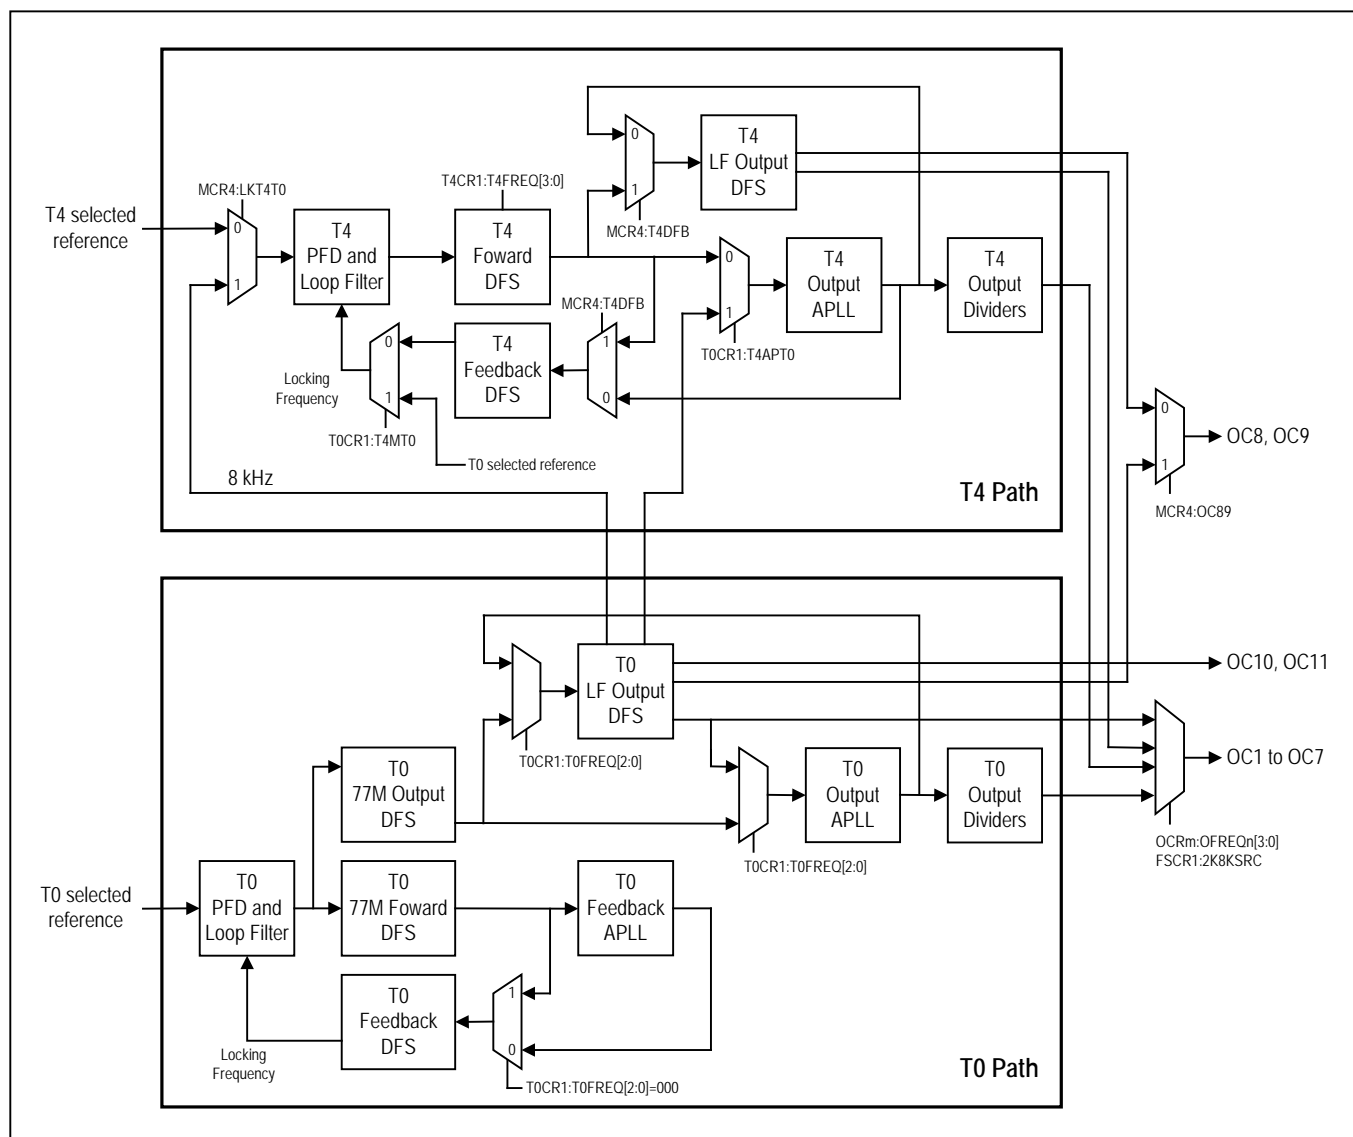 T4
LF Output
DFS
0
1
MCR4:T4DFB
MCR4:LKT4T0
T4CR1:T4FREQ[3:0]
T4 selected
reference
0
1
T4
PFD and
Loop Filter
T4
Foward
DFS
0
1
T0CR1:T4APT0
T4
Output
APLL
T4
Output
Dividers
MCR4:T4DFB
1
0
T4
Feedback
DFS
0
1
Locking
Frequency
T0CR1:T4MT0
T0 selected reference
8 kHz
T4 Path
0
1
OC8, OC9
MCR4:OC89
T0
LF Output
DFS
OC10, OC11
T0CR1:T0FREQ[2:0]
T0
77M Output
DFS
T0
Output
APLL
T0
Output
Dividers
OC1 to OC7
T0CR1:T0FREQ[2:0]
OCRm:OFREQn[3:0]
FSCR1:2K8KSRC
T0 selected
reference
T0
PFD and
Loop Filter
T0
77M Foward
DFS
T0
Feedback
APLL
T0
Feedback
DFS
1
0
Locking
Frequency
T0CR1:T0FREQ[2:0]=000
T0 Path